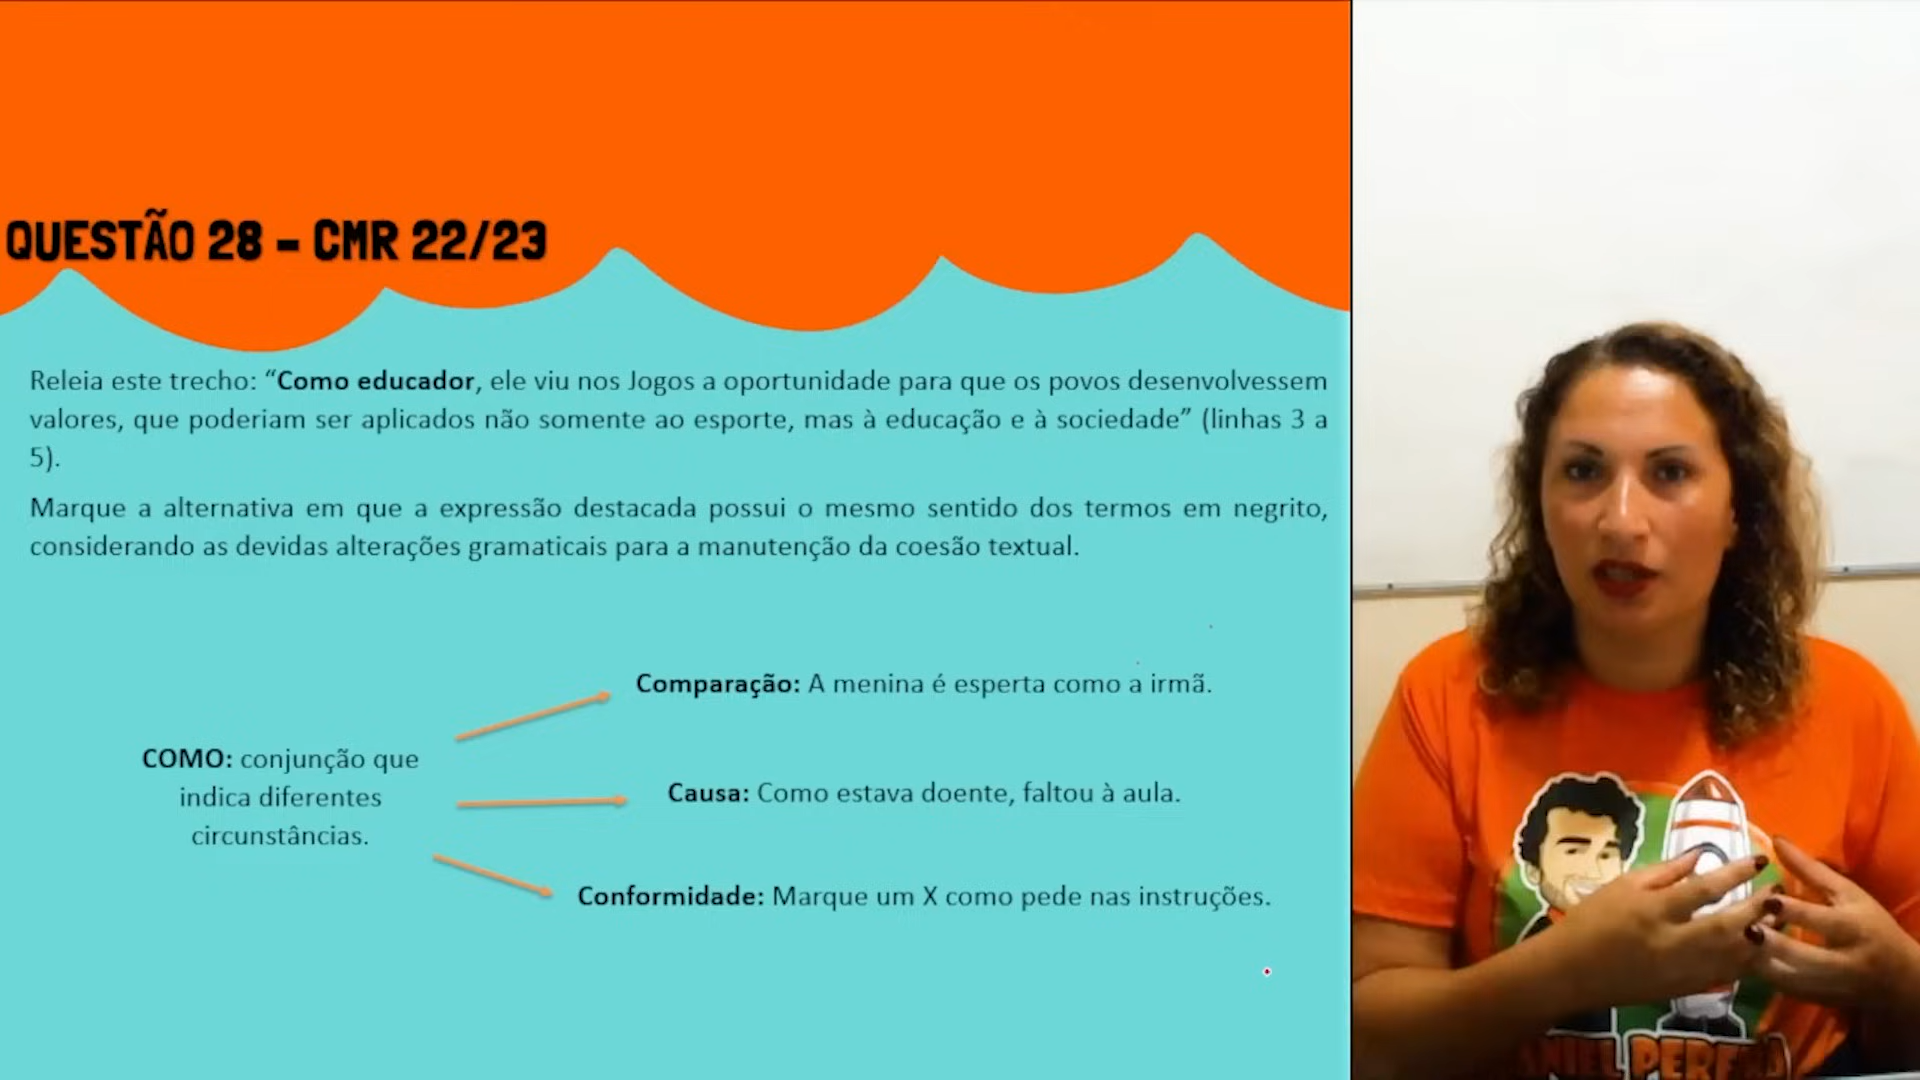 QUESTÃO 28 – CMR 22/23
Releia este trecho: “Como educador, ele viu nos Jogos a oportunidade para que os povos desenvolvessem
valores, que poderiam ser aplicados não somente ao esporte, mas à educação e à sociedade” (linhas 3 a
5).
Marque a alternativa em que a expressão destacada possui o mesmo sentido dos termos em negrito,
considerando as devidas alterações gramaticais para a manutenção da coesão textual.
Comparação: A menina é esperta como a irmã.
COMO: conjunção que
indica diferentes
circunstâncias.
Causa: Como estava doente, faltou à aula.
Conformidade: Marque um X como pede nas instruções.